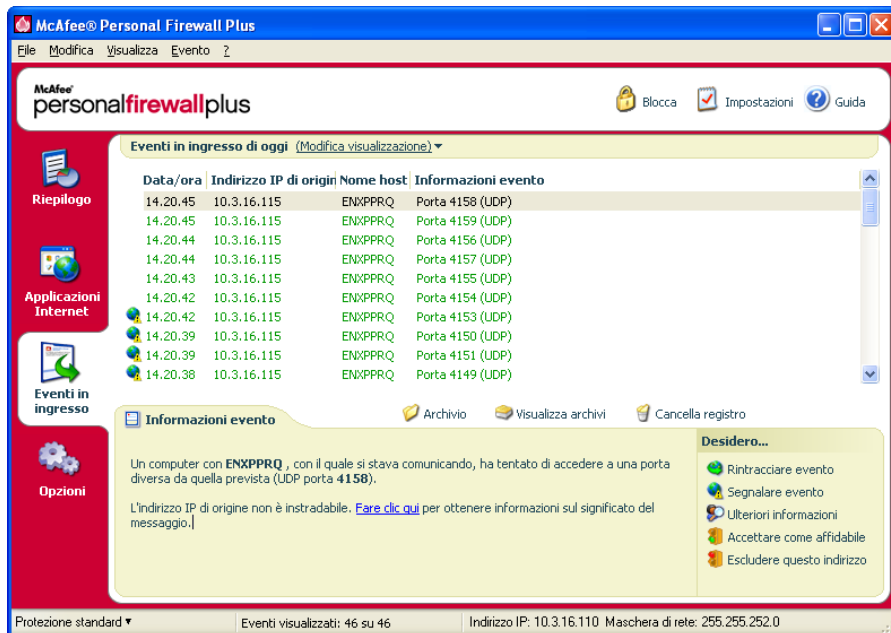 McAfee® Personal Firewall Plus
File Modifica Visualizza Evento ?
McAfee®
personalfirewallplus
Blocca
Impostazioni
Guida
Riepilogo
Applicazioni
Internet
Eventi in
ingresso
Opzioni
Eventi in ingresso di oggi (Modifica visualizzazione)
Data/ora Indirizzo IP di origin Nome host Informazioni evento
14.20.45 10.3.16.115 ENXPPRQ Porta 4158 (UDP)
14.20.45 10.3.16.115 ENXPPRQ Porta 4159 (UDP)
14.20.44 10.3.16.115 ENXPPRQ Porta 4156 (UDP)
14.20.44 10.3.16.115 ENXPPRQ Porta 4157 (UDP)
14.20.43 10.3.16.115 ENXPPRQ Porta 4155 (UDP)
14.20.42 10.3.16.115 ENXPPRQ Porta 4154 (UDP)
14.20.42 10.3.16.115 ENXPPRQ Porta 4153 (UDP)
14.20.39 10.3.16.115 ENXPPRQ Porta 4150 (UDP)
14.20.39 10.3.16.115 ENXPPRQ Porta 4151 (UDP)
14.20.38 10.3.16.115 ENXPPRQ Porta 4149 (UDP)
Archivio
Visualizza archivi
Cancella registro
Informazioni evento
Un computer con ENXPPRQ , con il quale si stava comunicando, ha tentato di accedere a una porta
diversa da quella prevista (UDP porta 4158).
L'indirizzo IP di origine non è instradabile. Fare clic qui per ottenere informazioni sul significato del
messaggio.
Desidero...
Rintracciare evento
Segnalare evento
Ulteriori informazioni
Accettare come affidabile
Escludere questo indirizzo
Protezione standard
Eventi visualizzati: 46 su 46
Indirizzo IP: 10.3.16.110 Maschera di rete: 255.255.252.0